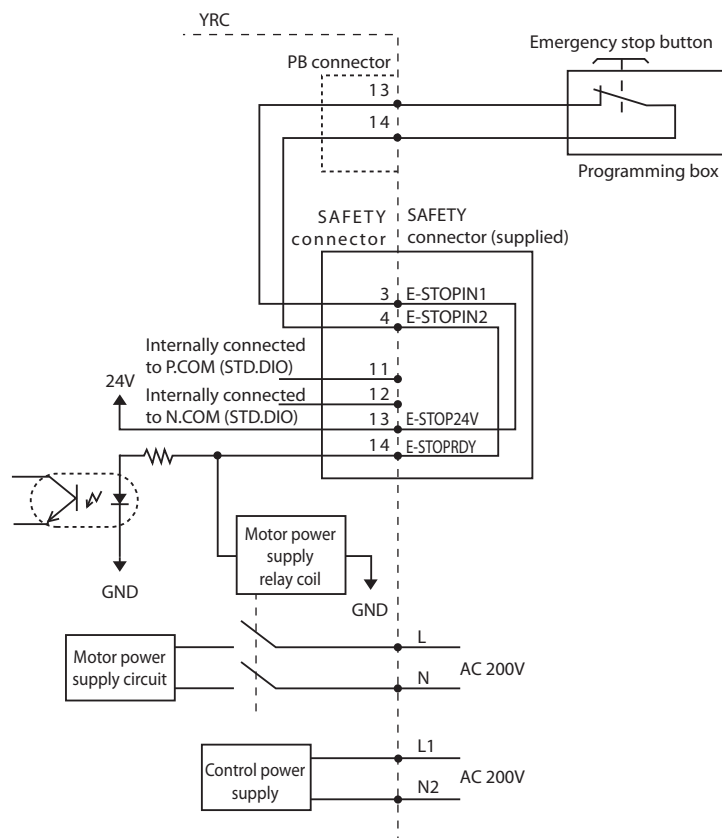 YRC
Emergency stop button
PB connector
13
14
Programming box
SAFETY
connector
SAFETY
connector (supplied)
3
E-STOPIN1
4
E-STOPIN2
Internally connected
to P.COM (STD.DIO)
11
24V
Internally connected
to N.COM (STD.DIO)
12
13
E-STOP24V
14
E-STOPRDY
Motor power
supply
relay coil
GND
GND
L
Motor power
supply circuit
AC 200V
N
L1
Control power
supply
AC 200V
N2